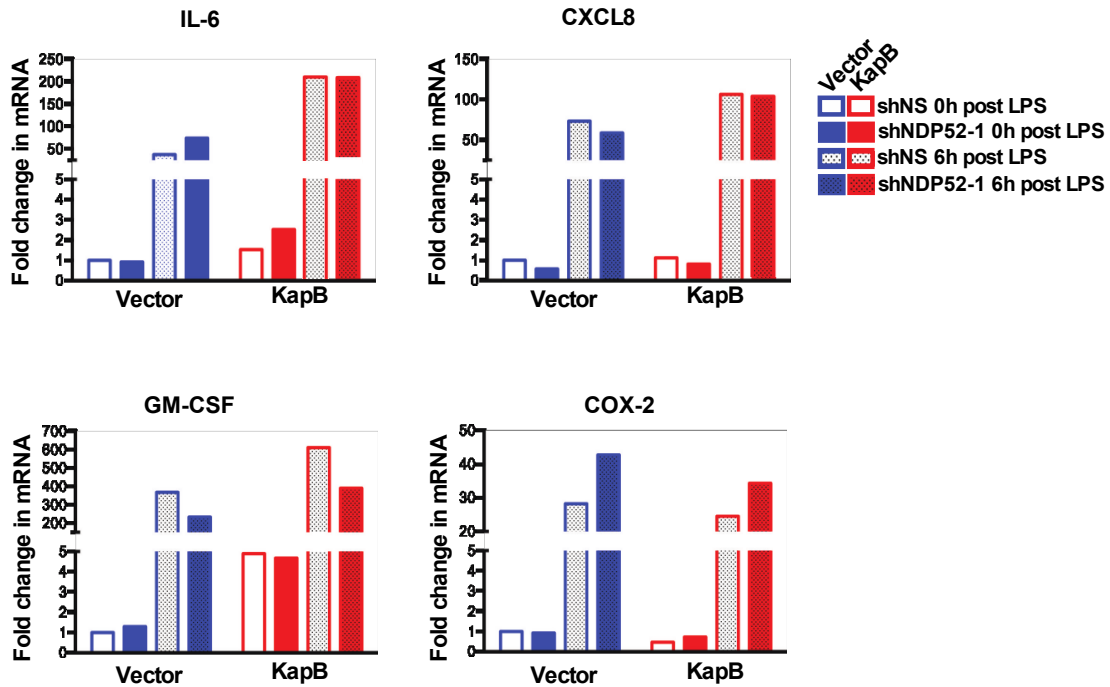 IL-6
Fold change in mRNA
250
200
150
100
50
5
4
3
2
1
0
Vector KapB
CXCL8
Fold change in mRNA
150
100
50
5
4
3
2
1
0
Vector KapB
Vector
KapB
shNS 0h post LPS
shNDP52-1 0h post LPS
shNS 6h post LPS
shNDP52-1 6h post LPS
GM-CSF
Fold change in mRNA
700
600
500
400
300
200
5
4
3
2
1
0
Vector KapB
COX-2
Fold change in mRNA
50
40
30
20
5
4
3
2
1
0
Vector KapB